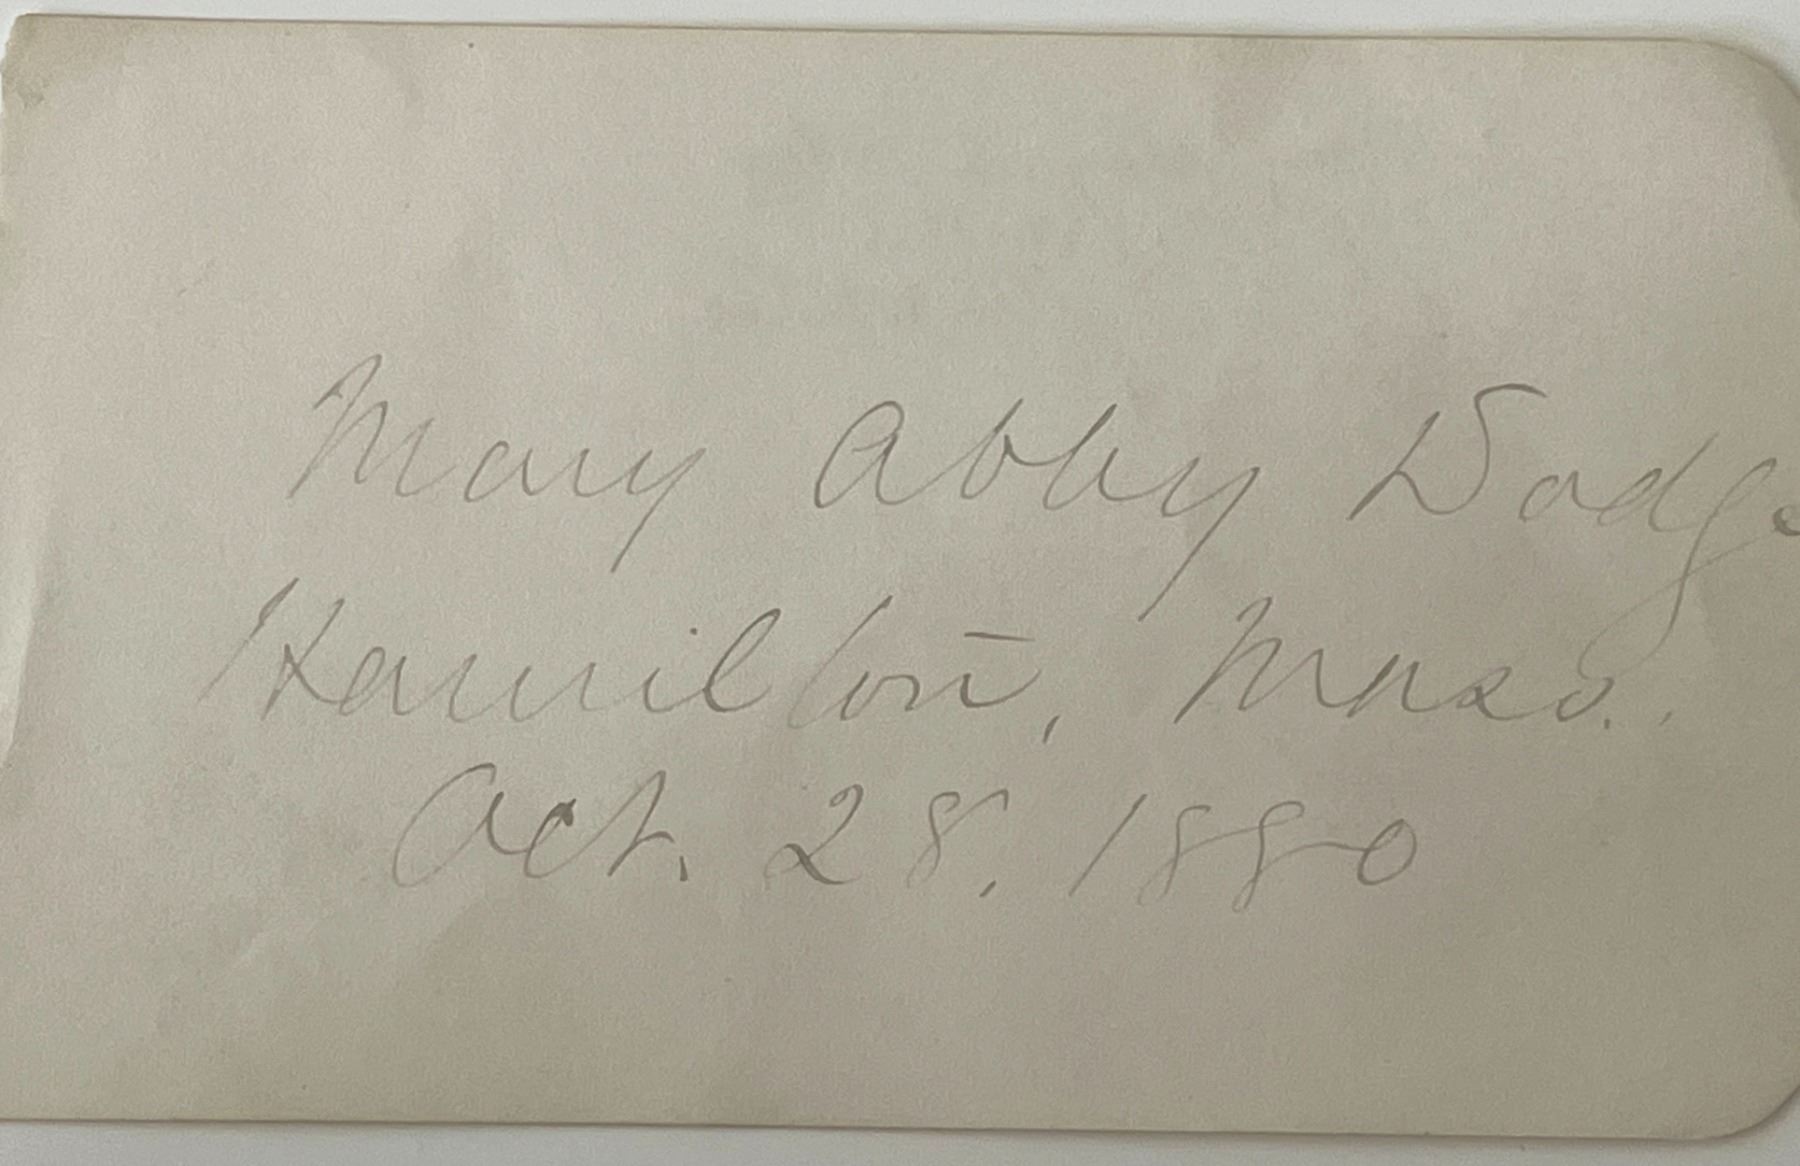 Mary Abby Dodge
Hamilton, Mass.
Oct. 28, 1880